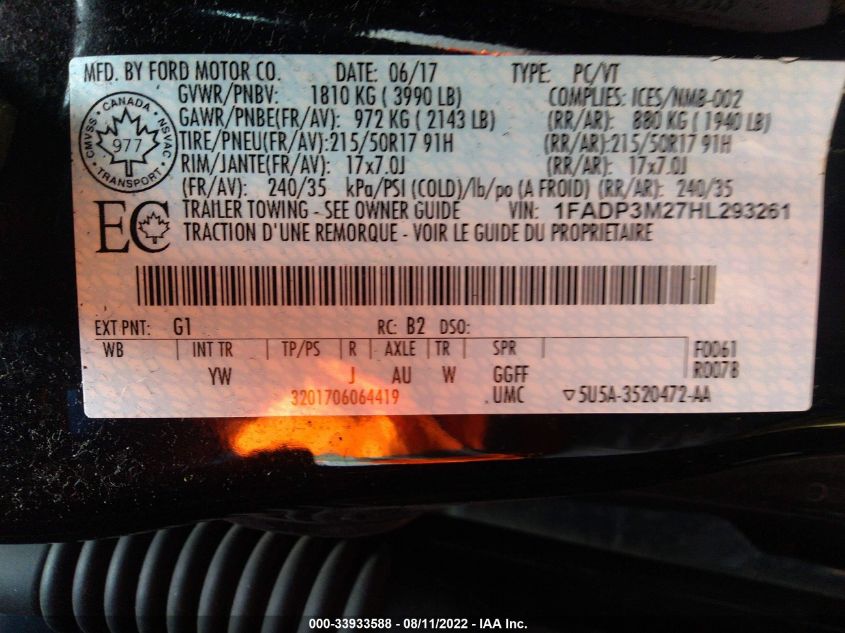 MFD. BY FORD MOTOR CO. DATE: 06/17 TYPE: PC/VT
GVWR/PNBV: 1810 KG ( 3990 LB) COMPLIES: ICES/NMB-002
GAWR/PNBE(FR/AV): 972 KG ( 2143 LB) (RR/AR): 880 KG ( 1940 LB)
TIRE/PNEU(FR/AV):215/50R17 91H (RR/AR):215/50R17 91H
RIM/JANTE(FR/AV): 17x7.0J (RR/AR): 17x7.0J
(FR/AV): 240/35 kPa/PSI (COLD)/lb/po (A FROID) (RR/AR): 240/35
TRAILER TOWING - SEE OWNER GUIDE VIN: 1FADP3M27HL293261
TRACTION D'UNE REMORQUE - VOIR LE GUIDE DU PROPRIETAIRE
CANADA
CMVSS NSVAC
977
TRANSPORT
EC
EXT PNT: G1 RC: B2 DSO:
WB INT TR TP/PS R AXLE TR SPR F0061
YW J AU W GGFF R0078
3201706064419 .UMC ▽5U5A-3520472-AA
000-33933588 - 08/11/2022 - IAA Inc.